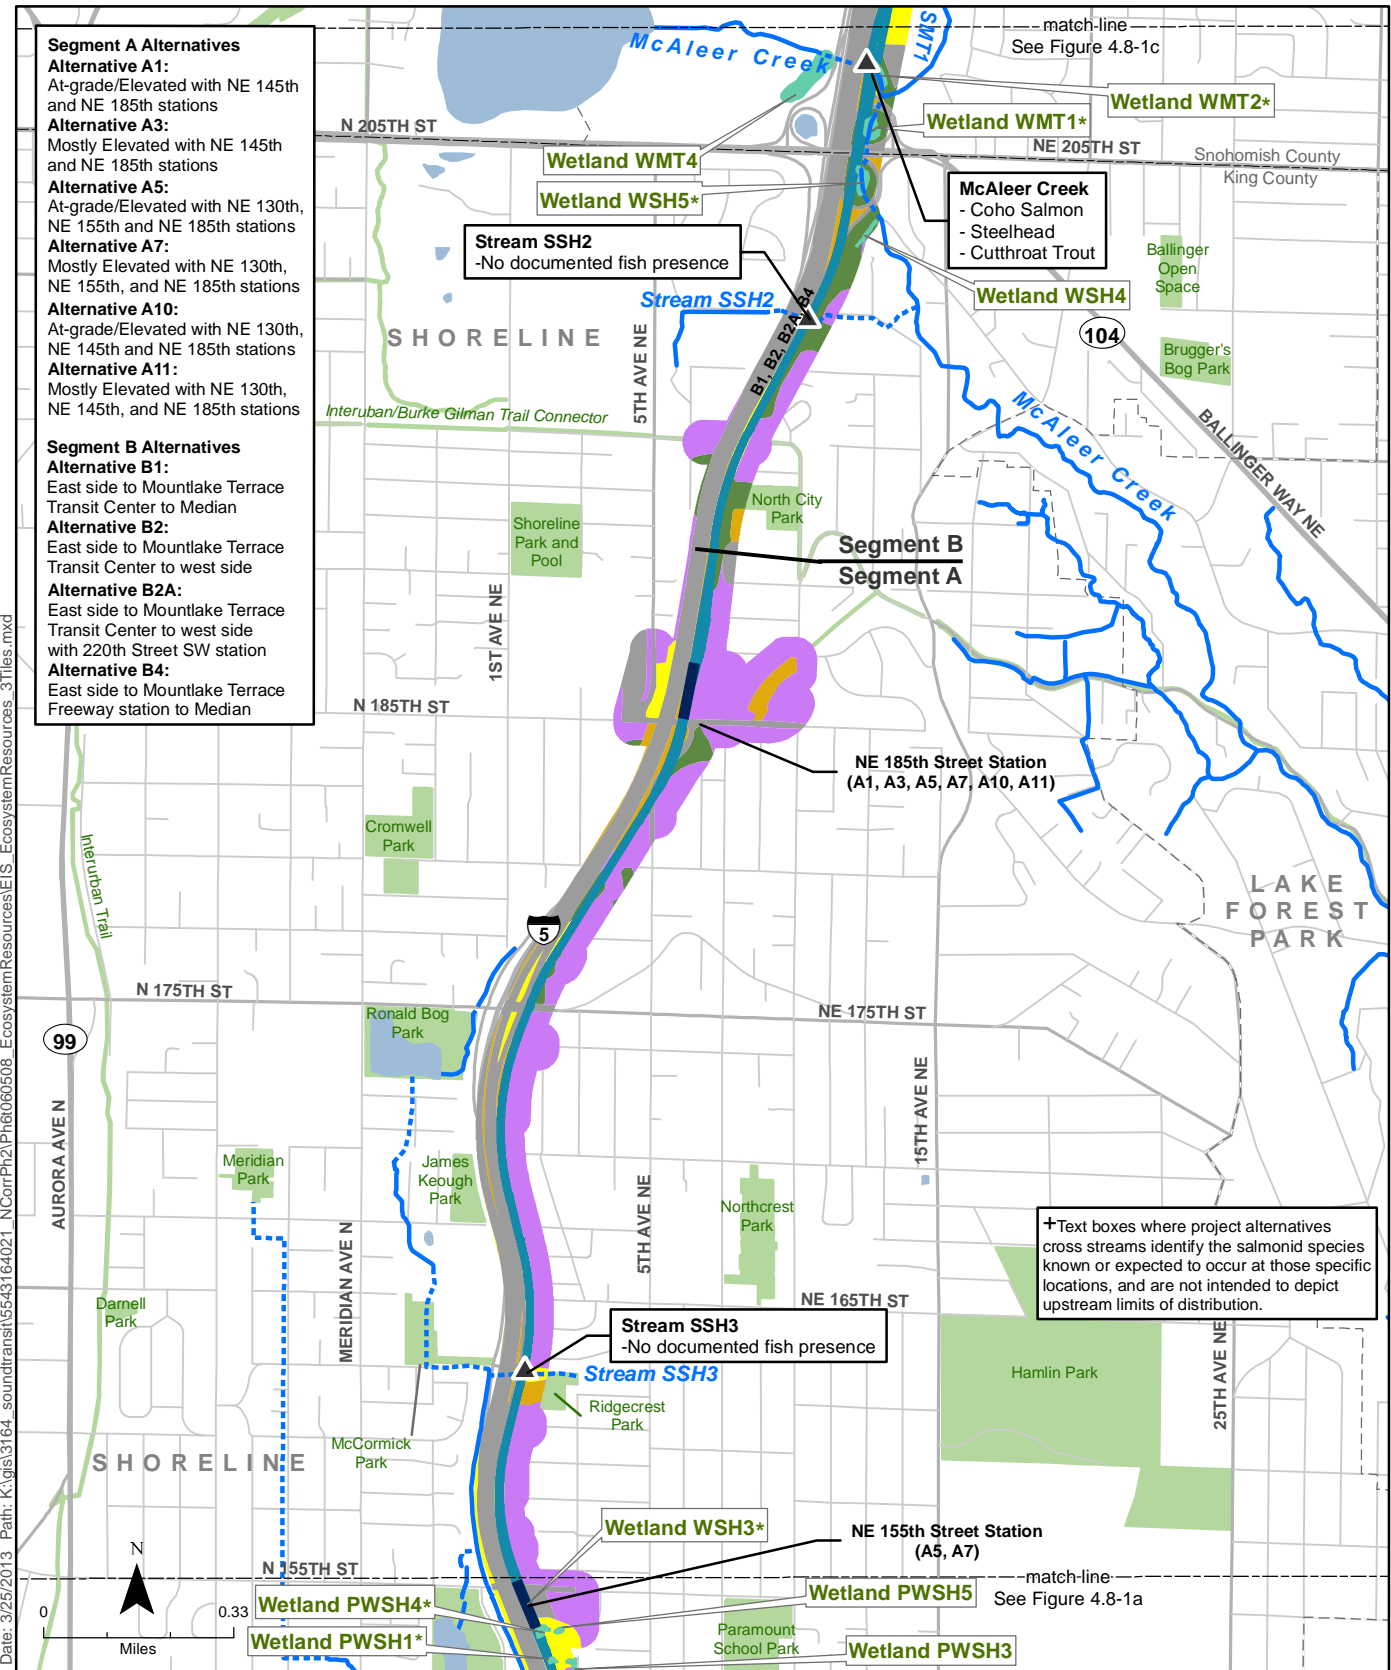 Segment A Alternatives
Alternative A1:
At-grade/Elevated with NE 145th
and NE 185th stations
Alternative A3:
Mostly Elevated with NE 145th
and NE 185th stations
Alternative A5:
At-grade/Elevated with NE 130th,
NE 155th and NE 185th stations
Alternative A7:
Mostly Elevated with NE 130th,
NE 155th, and NE 185th stations
Alternative A10:
At-grade/Elevated with NE 130th,
NE 145th and NE 185th stations
Alternative A11:
Mostly Elevated with NE 130th,
NE 145th, and NE 185th stations
Segment B Alternatives
Alternative B1:
East side to Mountlake Terrace
Transit Center to Median
Alternative B2:
East side to Mountlake Terrace
Transit Center to west side
Alternative B2A:
East side to Mountlake Terrace
Transit Center to west side
with 220th Street SW station
Alternative B4:
East side to Mountlake Terrace
Freeway station to Median
McAleer Creek
SMT1
match-line
See Figure 4.8-1c
Wetland WMT2*
Wetland WMT1*
N 205TH ST
NE 205TH ST
Snohomish County
King County
Wetland WMT4
Wetland WSH5*
McAleer Creek
- Coho Salmon
- Steelhead
- Cutthroat Trout
Stream SSH2
-No documented fish presence
Ballinger
Open
Space
Wetland WSH4
Stream SSH2
SHORELINE
104
B1, B2, B2A, B4
5TH AVE NE
Brugger's
Bog Park
Interuban/Burke Gilman Trail Connector
McAleer Creek
BALLINGER WAY NE
North City
Park
Shoreline
Park and
Pool
Segment B
Segment A
1ST AVE NE
N 185TH ST
NE 185th Street Station
(A1, A3, A5, A7, A10, A11)
Cromwell
Park
Interurban Trail
LAKE
FOREST
PARK
5
N 175TH ST
Ronald Bog
Park
NE 175TH ST
99
AURORA AVE N
15TH AVE NE
Meridian
Park
James
Keough
Park
5TH AVE NE
Northcrest
Park
MERIDIAN AVE N
+Text boxes where project alternatives
cross streams identify the salmonid species
known or expected to occur at those specific
locations, and are not intended to depict
upstream limits of distribution.
Darnell
Park
NE 165TH ST
Stream SSH3
-No documented fish presence
Stream SSH3
Hamlin Park
25TH AVE NE
Ridgecrest
Park
McCormick
Park
SHORELINE
Wetland WSH3*
NE 155th Street Station
(A5, A7)
N
N 155TH ST
match-line
See Figure 4.8-1a
Wetland PWSH4*
Wetland PWSH5
0
0.33
Miles
Wetland PWSH1*
Paramount
School Park
Wetland PWSH3
Date: 3/25/2013 Path: K:\gis\3164_soundtransit\5543164021_NCorrPh2\Ph6t060508_EcosystemResources\EIS_EcosystemResources_3Tiles.mxd